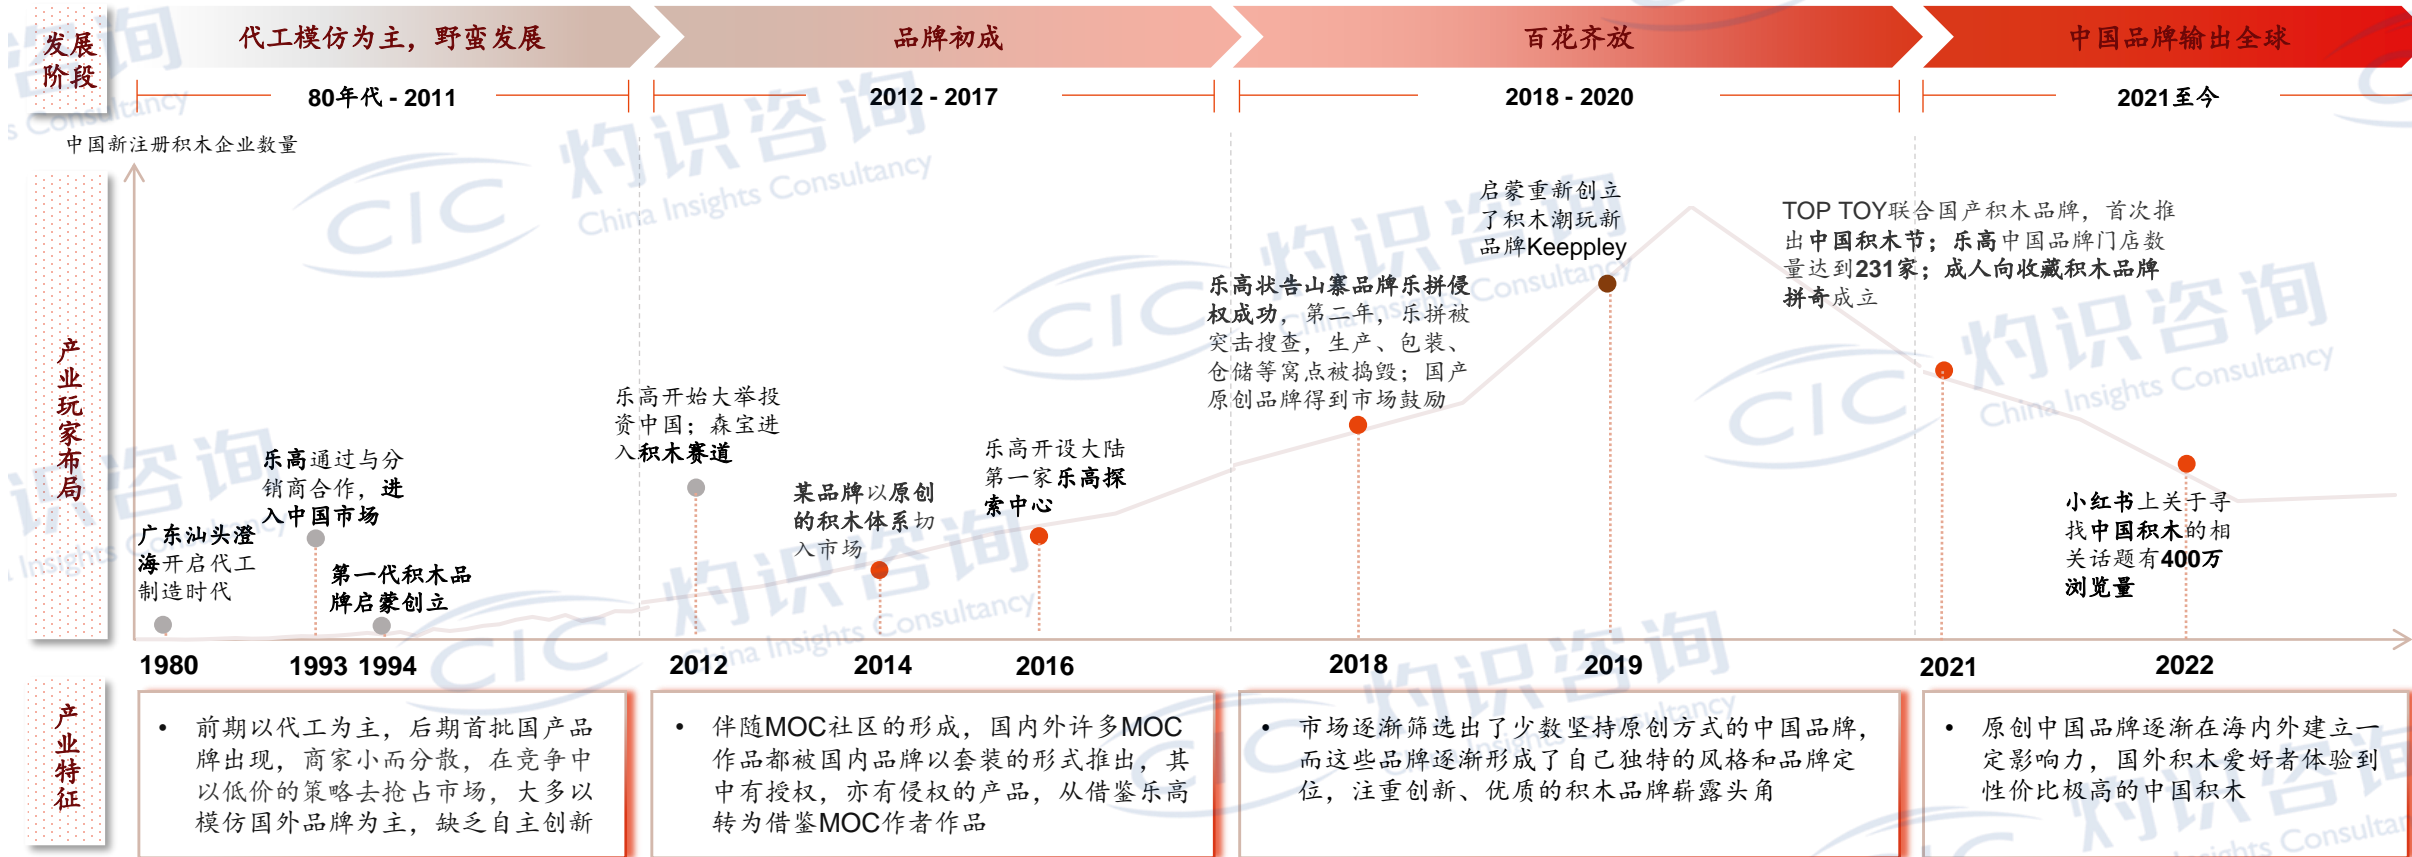 发展
阶段
代工模仿为主，野蛮发展
品牌初成
百花齐放
中国品牌输出全球
80年代 - 2011
2012 - 2017
2018 - 2020
2021至今
中国新注册积木企业数量
产业玩家布局
广东汕头澄
海开启代工
制造时代
乐高通过与分
销商合作，进
入中国市场
第一代积木品
牌启蒙创立
乐高开始大举投
资中国；森宝进
入积木赛道
某品牌以原创
的积木体系切
入市场
乐高开设大陆
第一家乐高探
索中心
乐高状告山寨品牌乐拼侵
权成功，第二年，乐拼被
突击搜查，生产、包装、
仓储等窝点被捣毁；国产
原创品牌得到市场鼓励
启蒙重新创立
了积木潮玩新
品牌Keeppley
TOP TOY联合国产积木品牌，首次推
出中国积木节；乐高中国品牌门店数
量达到231家；成人向收藏积木品牌
拼奇成立
小红书上关于寻
找中国积木的相
关话题有400万
浏览量
1980
1993
1994
2012
2014
2016
2018
2019
2021
2022
产业特征
• 前期以代工为主，后期首批国产品
牌出现，商家小而分散，在竞争中
以低价的策略去抢占市场，大多以
模仿国外品牌为主，缺乏自主创新
• 伴随MOC社区的形成，国内外许多MOC
作品都被国内品牌以套装的形式推出，其
中有授权，亦有侵权的产品，从借鉴乐高
转为借鉴MOC作者作品
• 市场逐渐筛选出了少数坚持原创方式的中国品牌，
而这些品牌逐渐形成了自己独特的风格和品牌定
位，注重创新、优质的积木品牌崭露头角
• 原创中国品牌逐渐在海内外建立一
定影响力，国外积木爱好者体验到
性价比极高的中国积木
CIC 灼识咨询
China Insights Consultancy